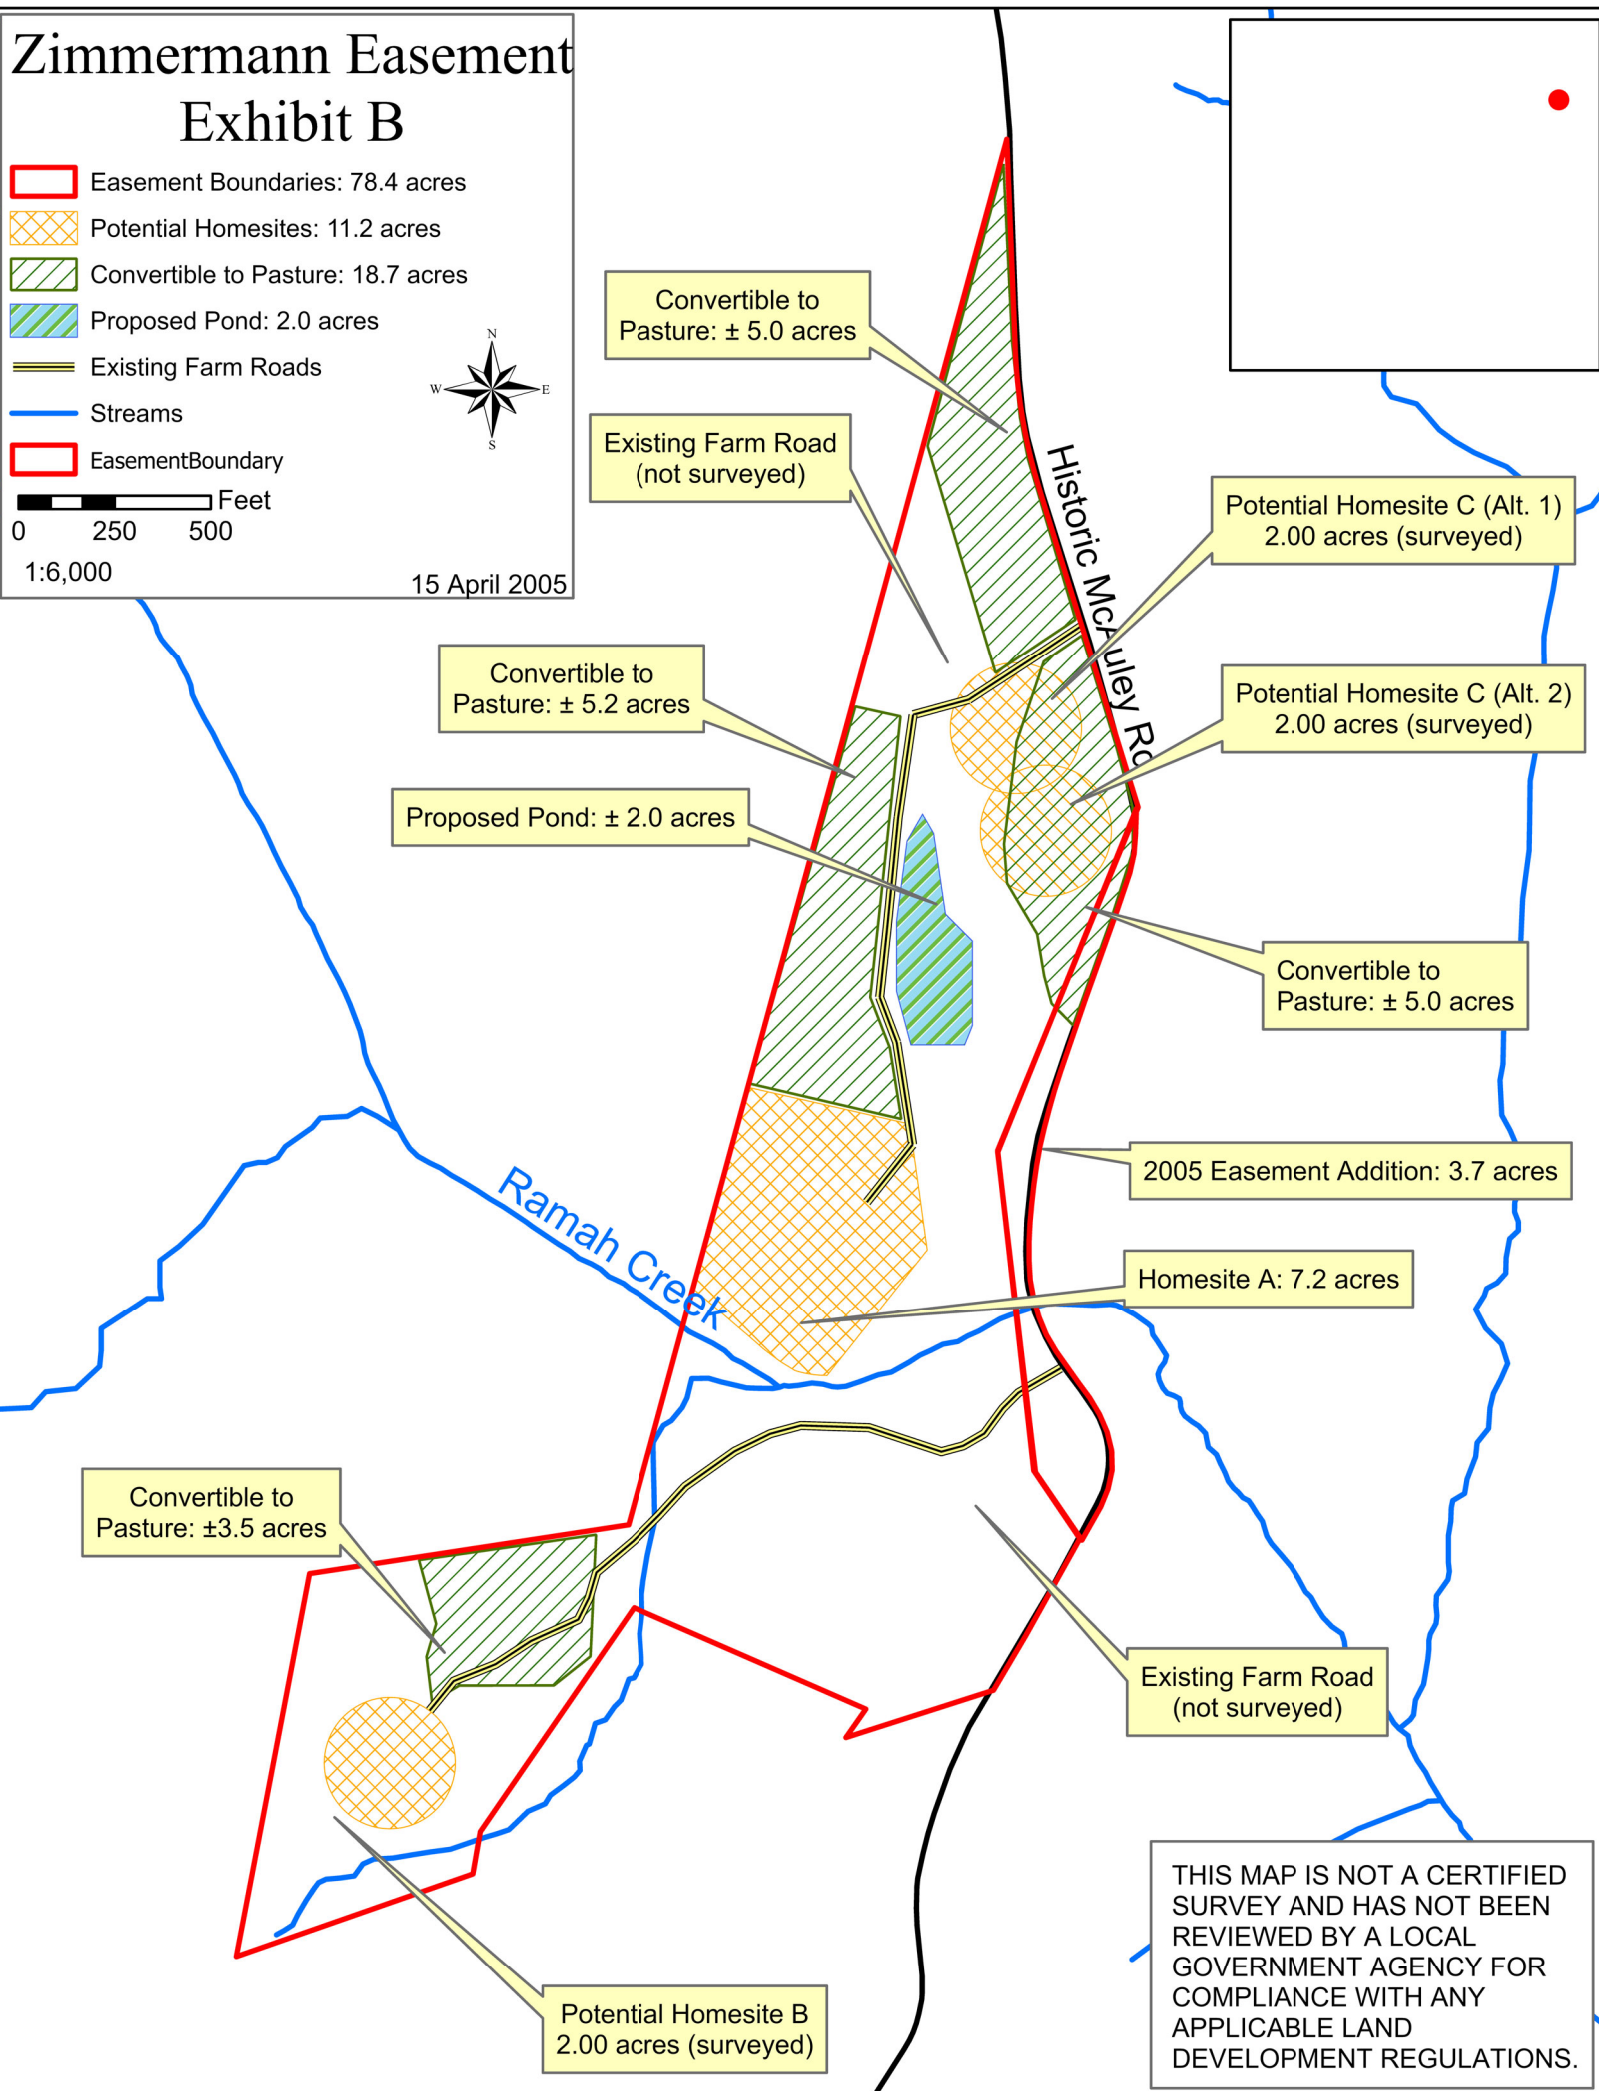 Zimmermann Easement
Exhibit B
Easement Boundaries: 78.4 acres
Potential Homesites: 11.2 acres
Convertible to Pasture: 18.7 acres
Proposed Pond: 2.0 acres
Existing Farm Roads
Streams
EasementBoundary
N
W E
S
Feet
0 250 500
1:6,000
15 April 2005
Convertible to
Pasture: ± 5.0 acres
Existing Farm Road
(not surveyed)
Historic McAuley Rd
Potential Homesite C (Alt. 1)
2.00 acres (surveyed)
Convertible to
Pasture: ± 5.2 acres
Potential Homesite C (Alt. 2)
2.00 acres (surveyed)
Proposed Pond: ± 2.0 acres
Convertible to
Pasture: ± 5.0 acres
2005 Easement Addition: 3.7 acres
Ramah Creek
Homesite A: 7.2 acres
Convertible to
Pasture: ±3.5 acres
Existing Farm Road
(not surveyed)
Potential Homesite B
2.00 acres (surveyed)
THIS MAP IS NOT A CERTIFIED
SURVEY AND HAS NOT BEEN
REVIEWED BY A LOCAL
GOVERNMENT AGENCY FOR
COMPLIANCE WITH ANY
APPLICABLE LAND
DEVELOPMENT REGULATIONS.